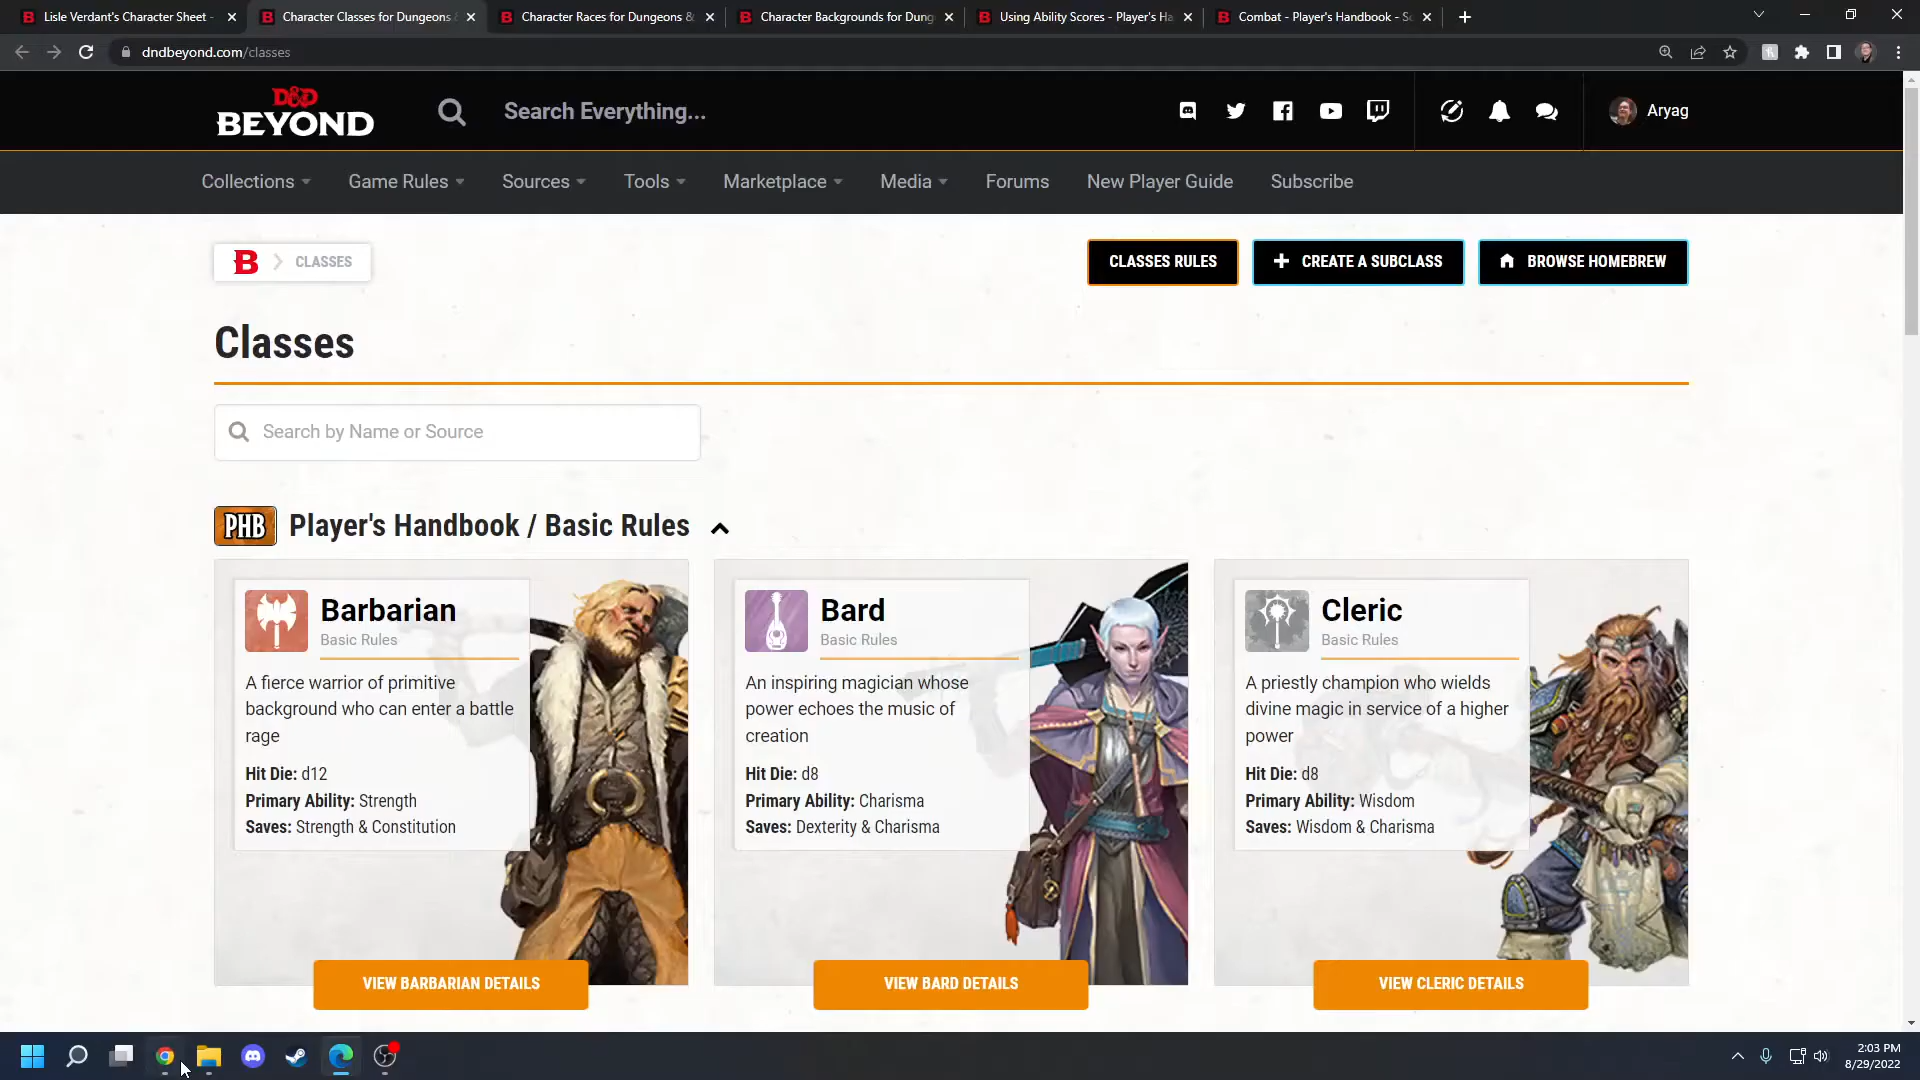 Lisle Verdant's Character Sheet -
Character Classes for Dungeons &
Character Races for Dungeons &
Character Backgrounds for Dung
Using Ability Scores - Player's Ha
Combat - Player's Handbook - So
dndbeyond.com/classes
D&D
BEYOND
Search Everything...
Aryag
Collections
Game Rules
Sources
Tools
Marketplace
Media
Forums
New Player Guide
Subscribe
B
CLASSES
CLASSES RULES
CREATE A SUBCLASS
BROWSE HOMEBREW
Classes
Search by Name or Source
PHB
Player's Handbook / Basic Rules
Barbarian
Basic Rules
A fierce warrior of primitive
background who can enter a battle
rage
Hit Die: d12
Primary Ability: Strength
Saves: Strength & Constitution
VIEW BARBARIAN DETAILS
Bard
Basic Rules
An inspiring magician whose
power echoes the music of
creation
Hit Die: d8
Primary Ability: Charisma
Saves: Dexterity & Charisma
VIEW BARD DETAILS
Cleric
Basic Rules
A priestly champion who wields
divine magic in service of a higher
power
Hit Die: d8
Primary Ability: Wisdom
Saves: Wisdom & Charisma
VIEW CLERIC DETAILS
2:03 PM
8/29/2022